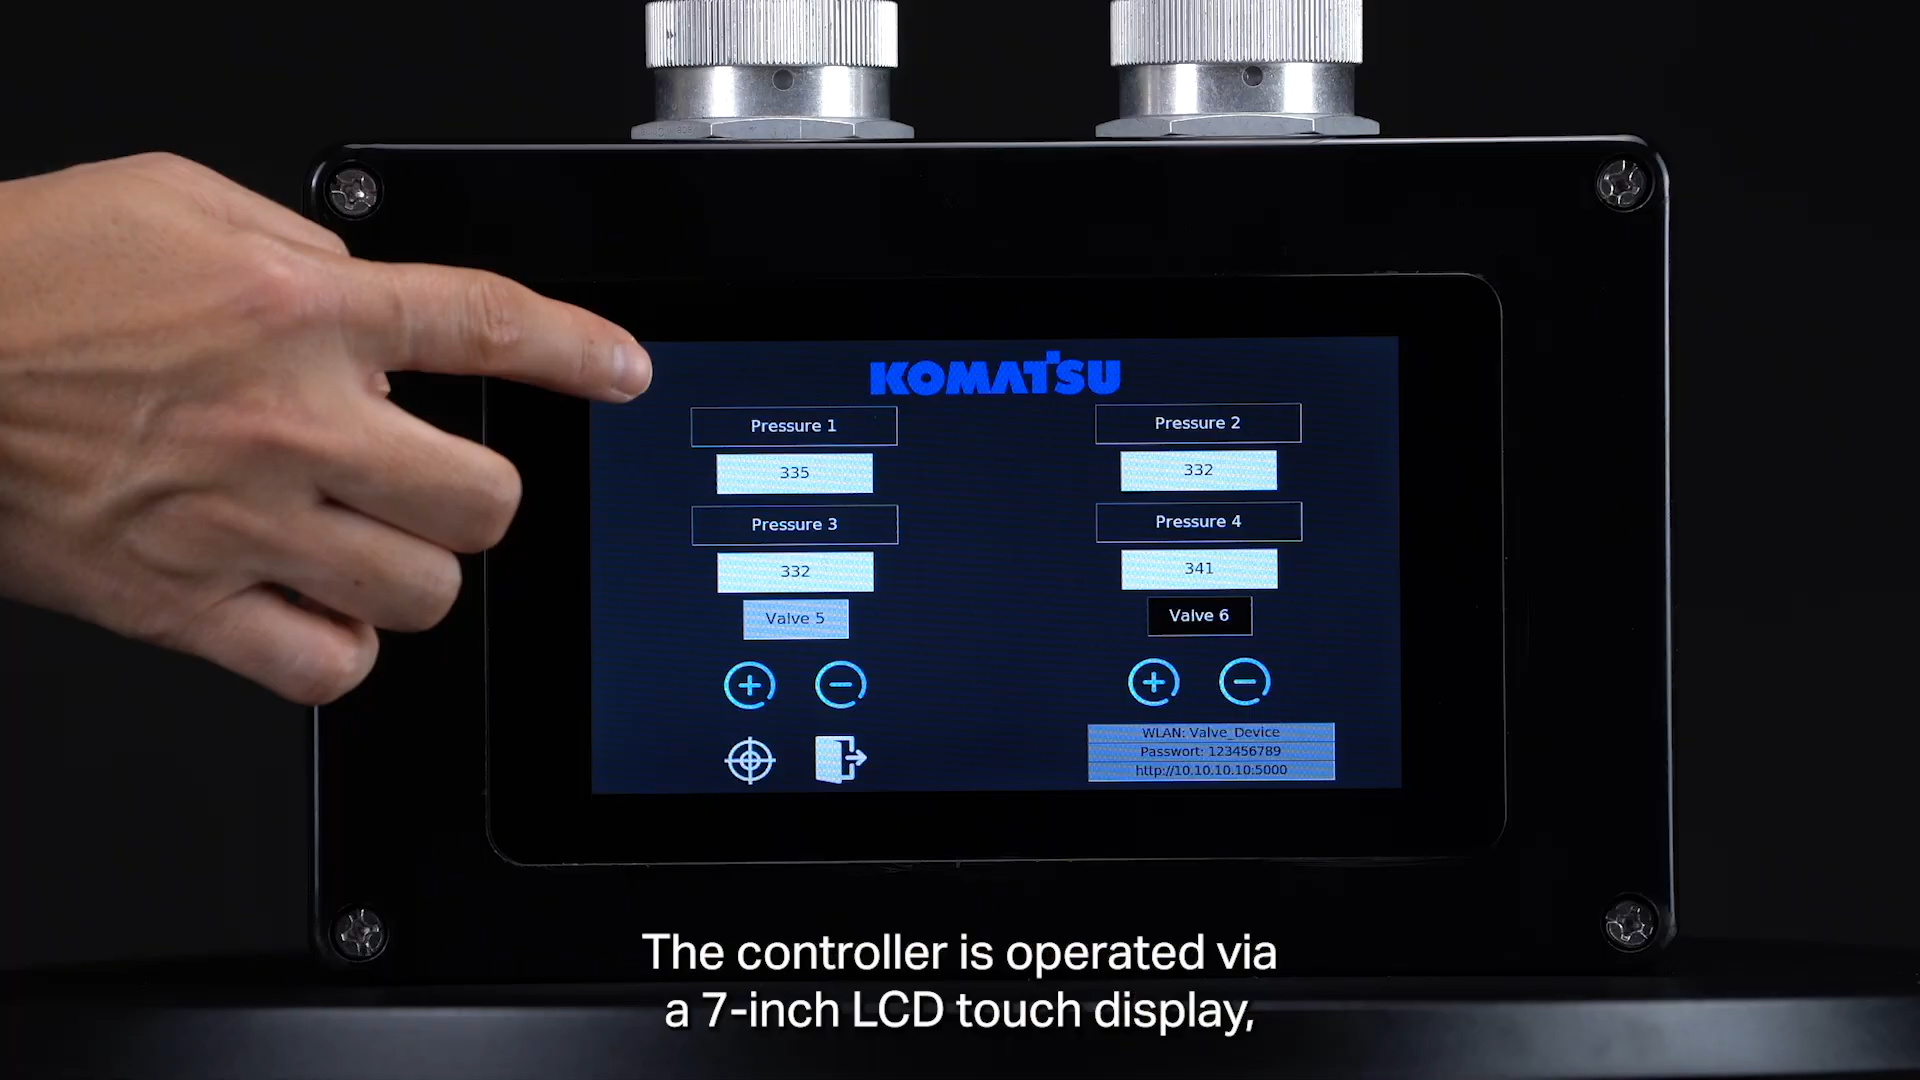 KOMATSU
Pressure 1
335
Pressure 2
332
Pressure 3
332
Pressure 4
341
Valve 5
Valve 6
WLAN: Valve_Device
Passwort: 123456789
http://10.10.10.10:5000
The controller is operated via
a 7-inch LCD touch display,